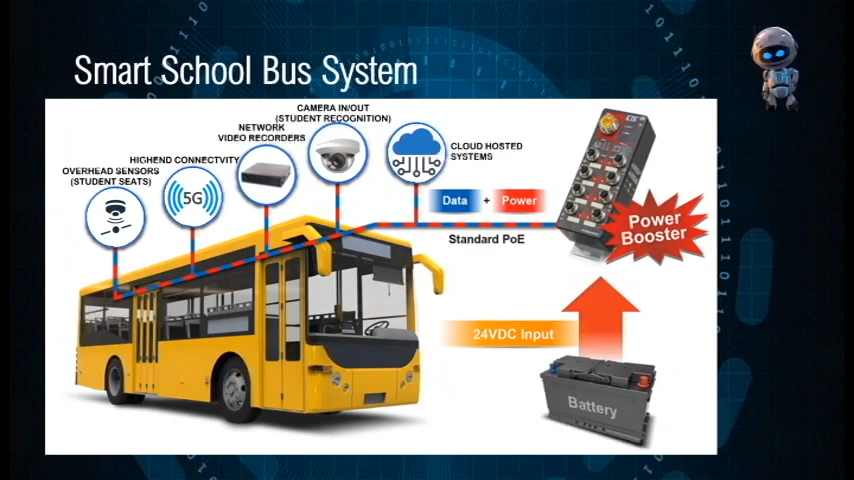 Smart School Bus System
CAMERA IN/OUT
(STUDENT RECOGNITION)
NETWORK
VIDEO RECORDERS
HIGHEND CONNECTVITY
OVERHEAD SENSORS
(STUDENT SEATS)
5G
CLOUD HOSTED
SYSTEMS
Data + Power
Standard PoE
Power
Booster
24VDC Input
Battery